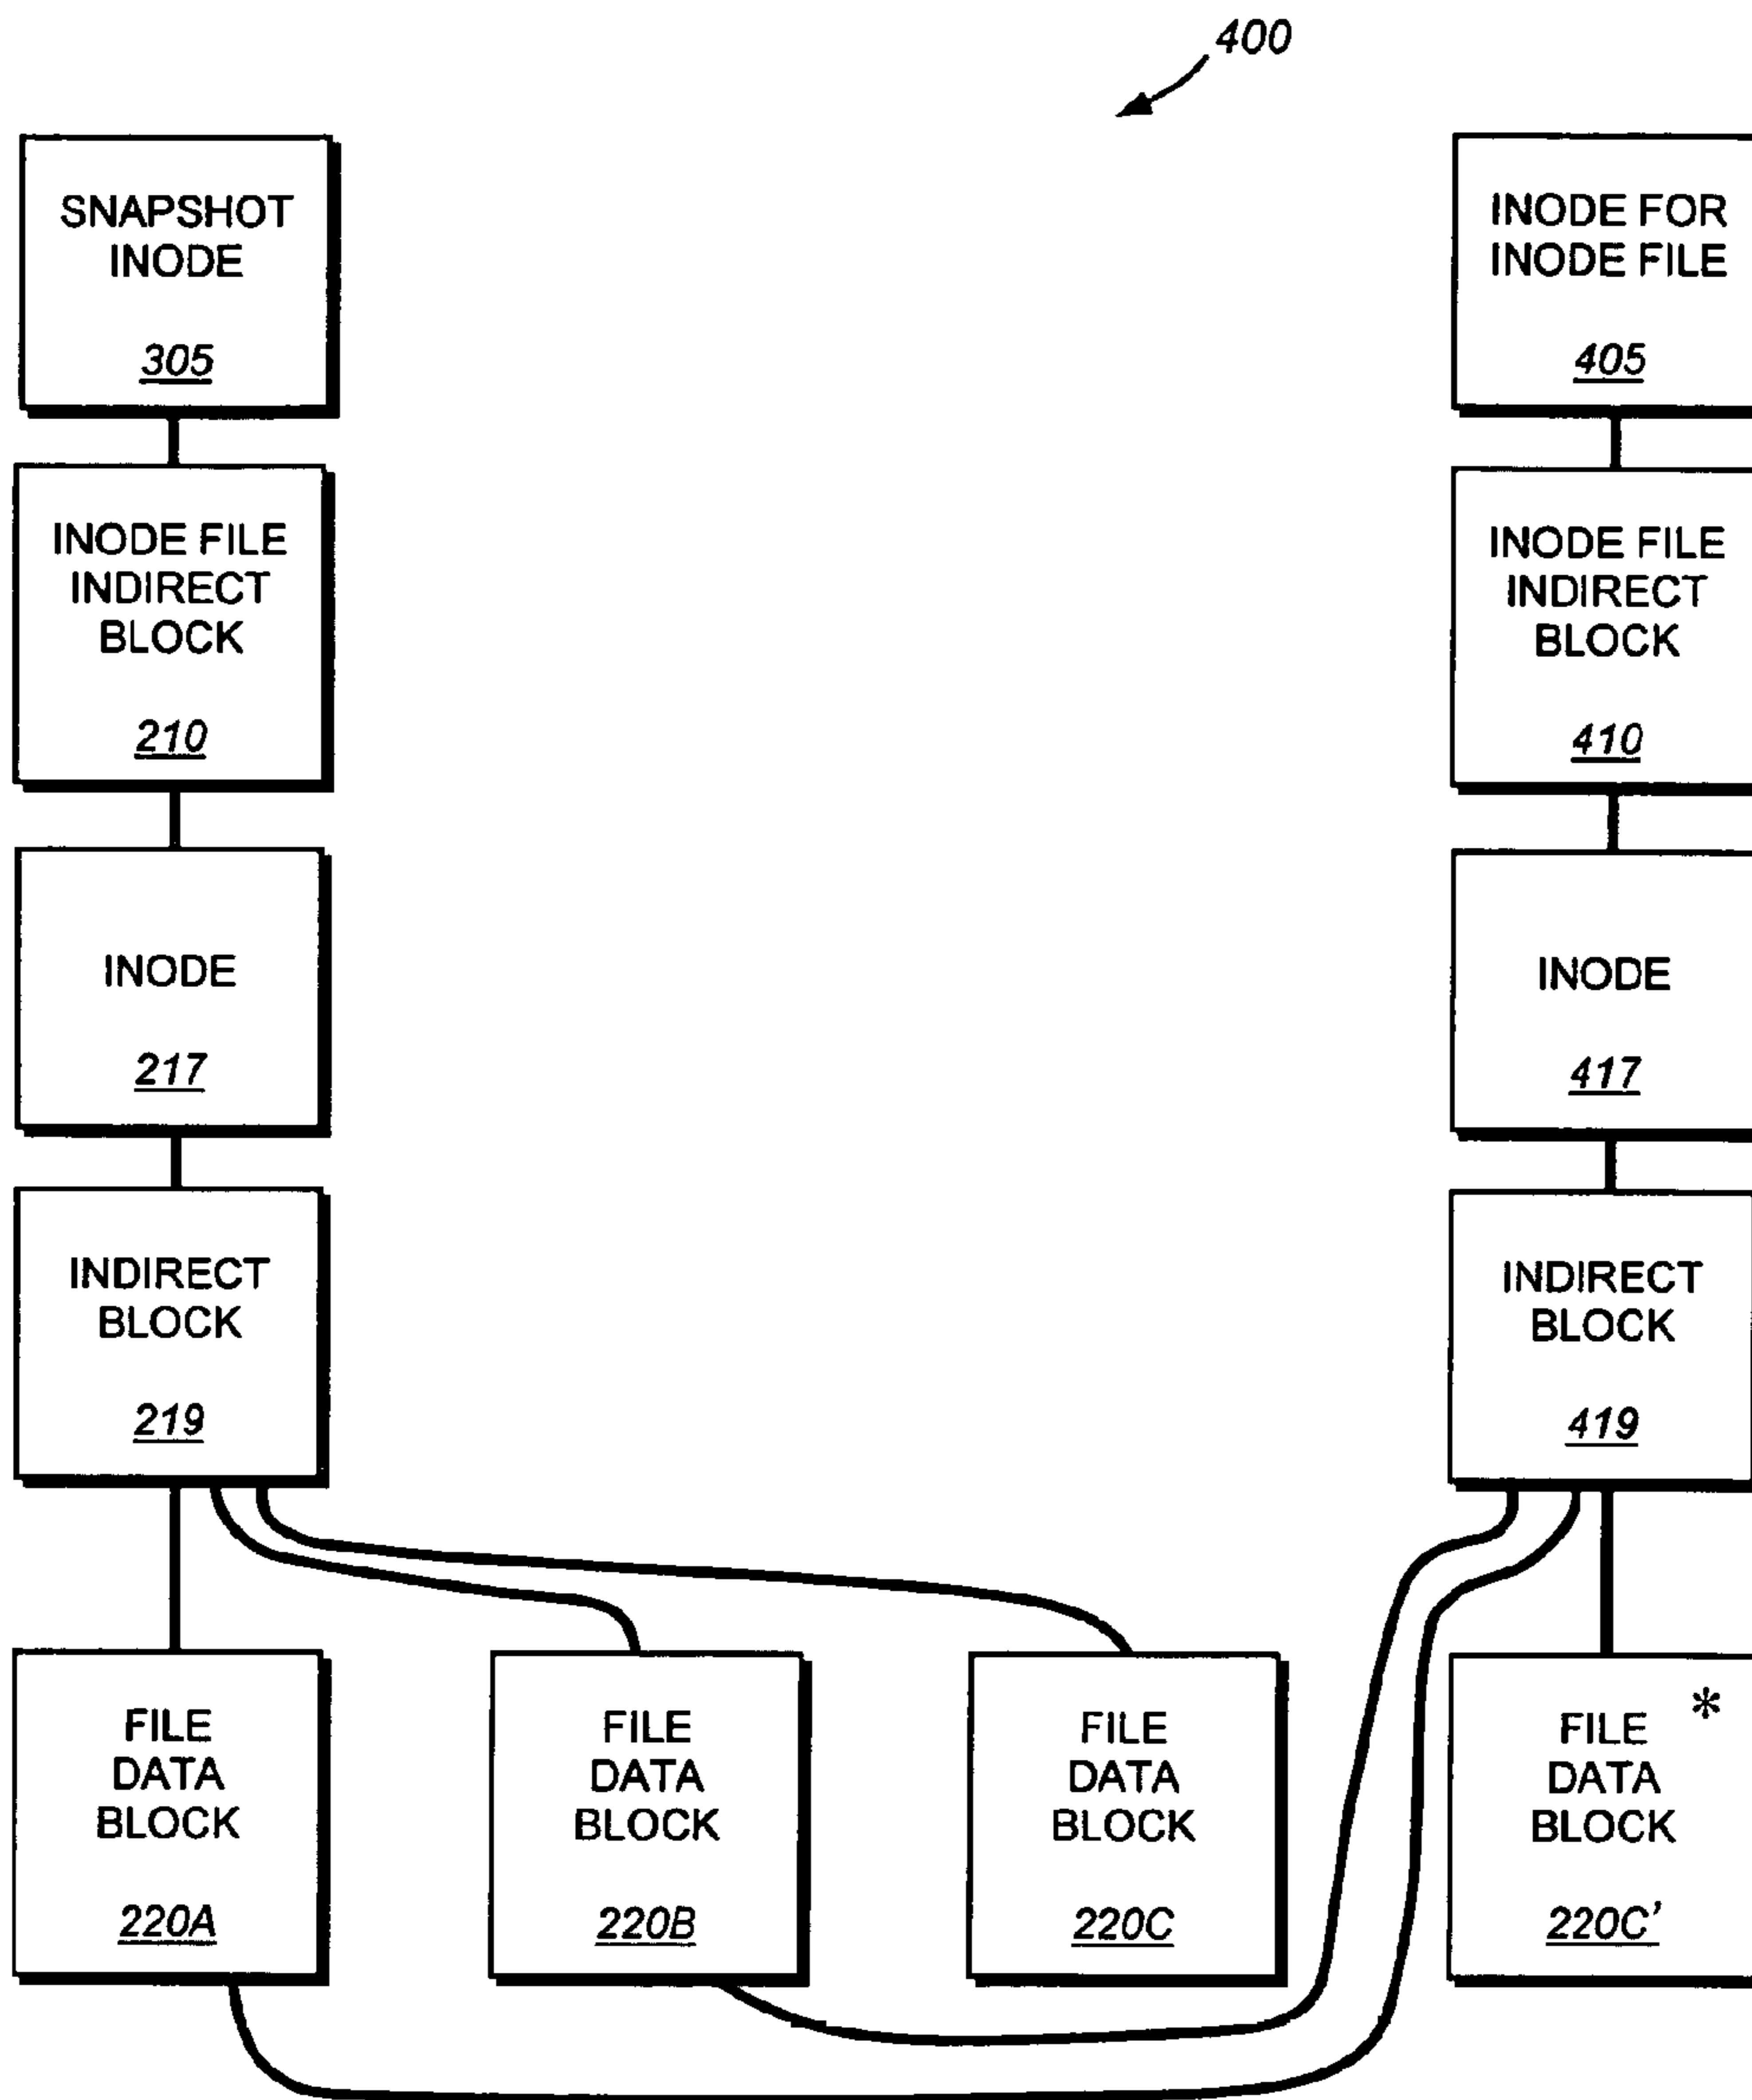 400
SNAPSHOT
INODE
305
INODE FOR
INODE FILE
405
INODE FILE
INDIRECT
BLOCK
210
INODE FILE
INDIRECT
BLOCK
410
INODE
217
INODE
417
INDIRECT
BLOCK
219
INDIRECT
BLOCK
419
FILE
DATA
BLOCK
220A
FILE
DATA
BLOCK
220B
FILE
DATA
BLOCK
220C
*
FILE
DATA
BLOCK
220C'